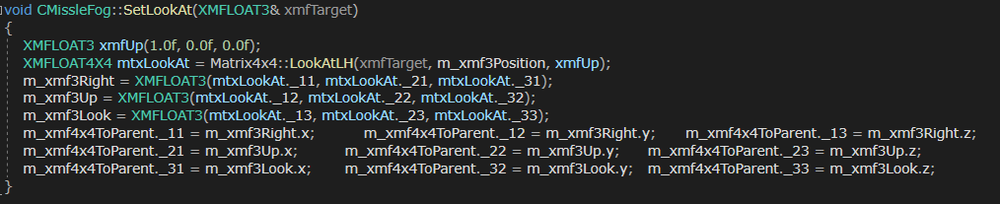 void CMissleFog::SetLookAt(XMFLOAT3& xmfTarget)
{
XMFLOAT3 xmfUp(1.0f, 0.0f, 0.0f);
XMFLOAT4X4 mtxLookAt = Matrix4x4::LookAtLH(xmfTarget, m_xmf3Position, xmfUp);
m_xmf3Right = XMFLOAT3(mtxLookAt._11, mtxLookAt._21, mtxLookAt._31);
m_xmf3Up = XMFLOAT3(mtxLookAt._12, mtxLookAt._22, mtxLookAt._32);
m_xmf3Look = XMFLOAT3(mtxLookAt._13, mtxLookAt._23, mtxLookAt._33);
m_xmf4x4ToParent._11 = m_xmf3Right.x; m_xmf4x4ToParent._12 = m_xmf3Right.y; m_xmf4x4ToParent._13 = m_xmf3Right.z;
m_xmf4x4ToParent._21 = m_xmf3Up.x; m_xmf4x4ToParent._22 = m_xmf3Up.y; m_xmf4x4ToParent._23 = m_xmf3Up.z;
m_xmf4x4ToParent._31 = m_xmf3Look.x; m_xmf4x4ToParent._32 = m_xmf3Look.y; m_xmf4x4ToParent._33 = m_xmf3Look.z;
}